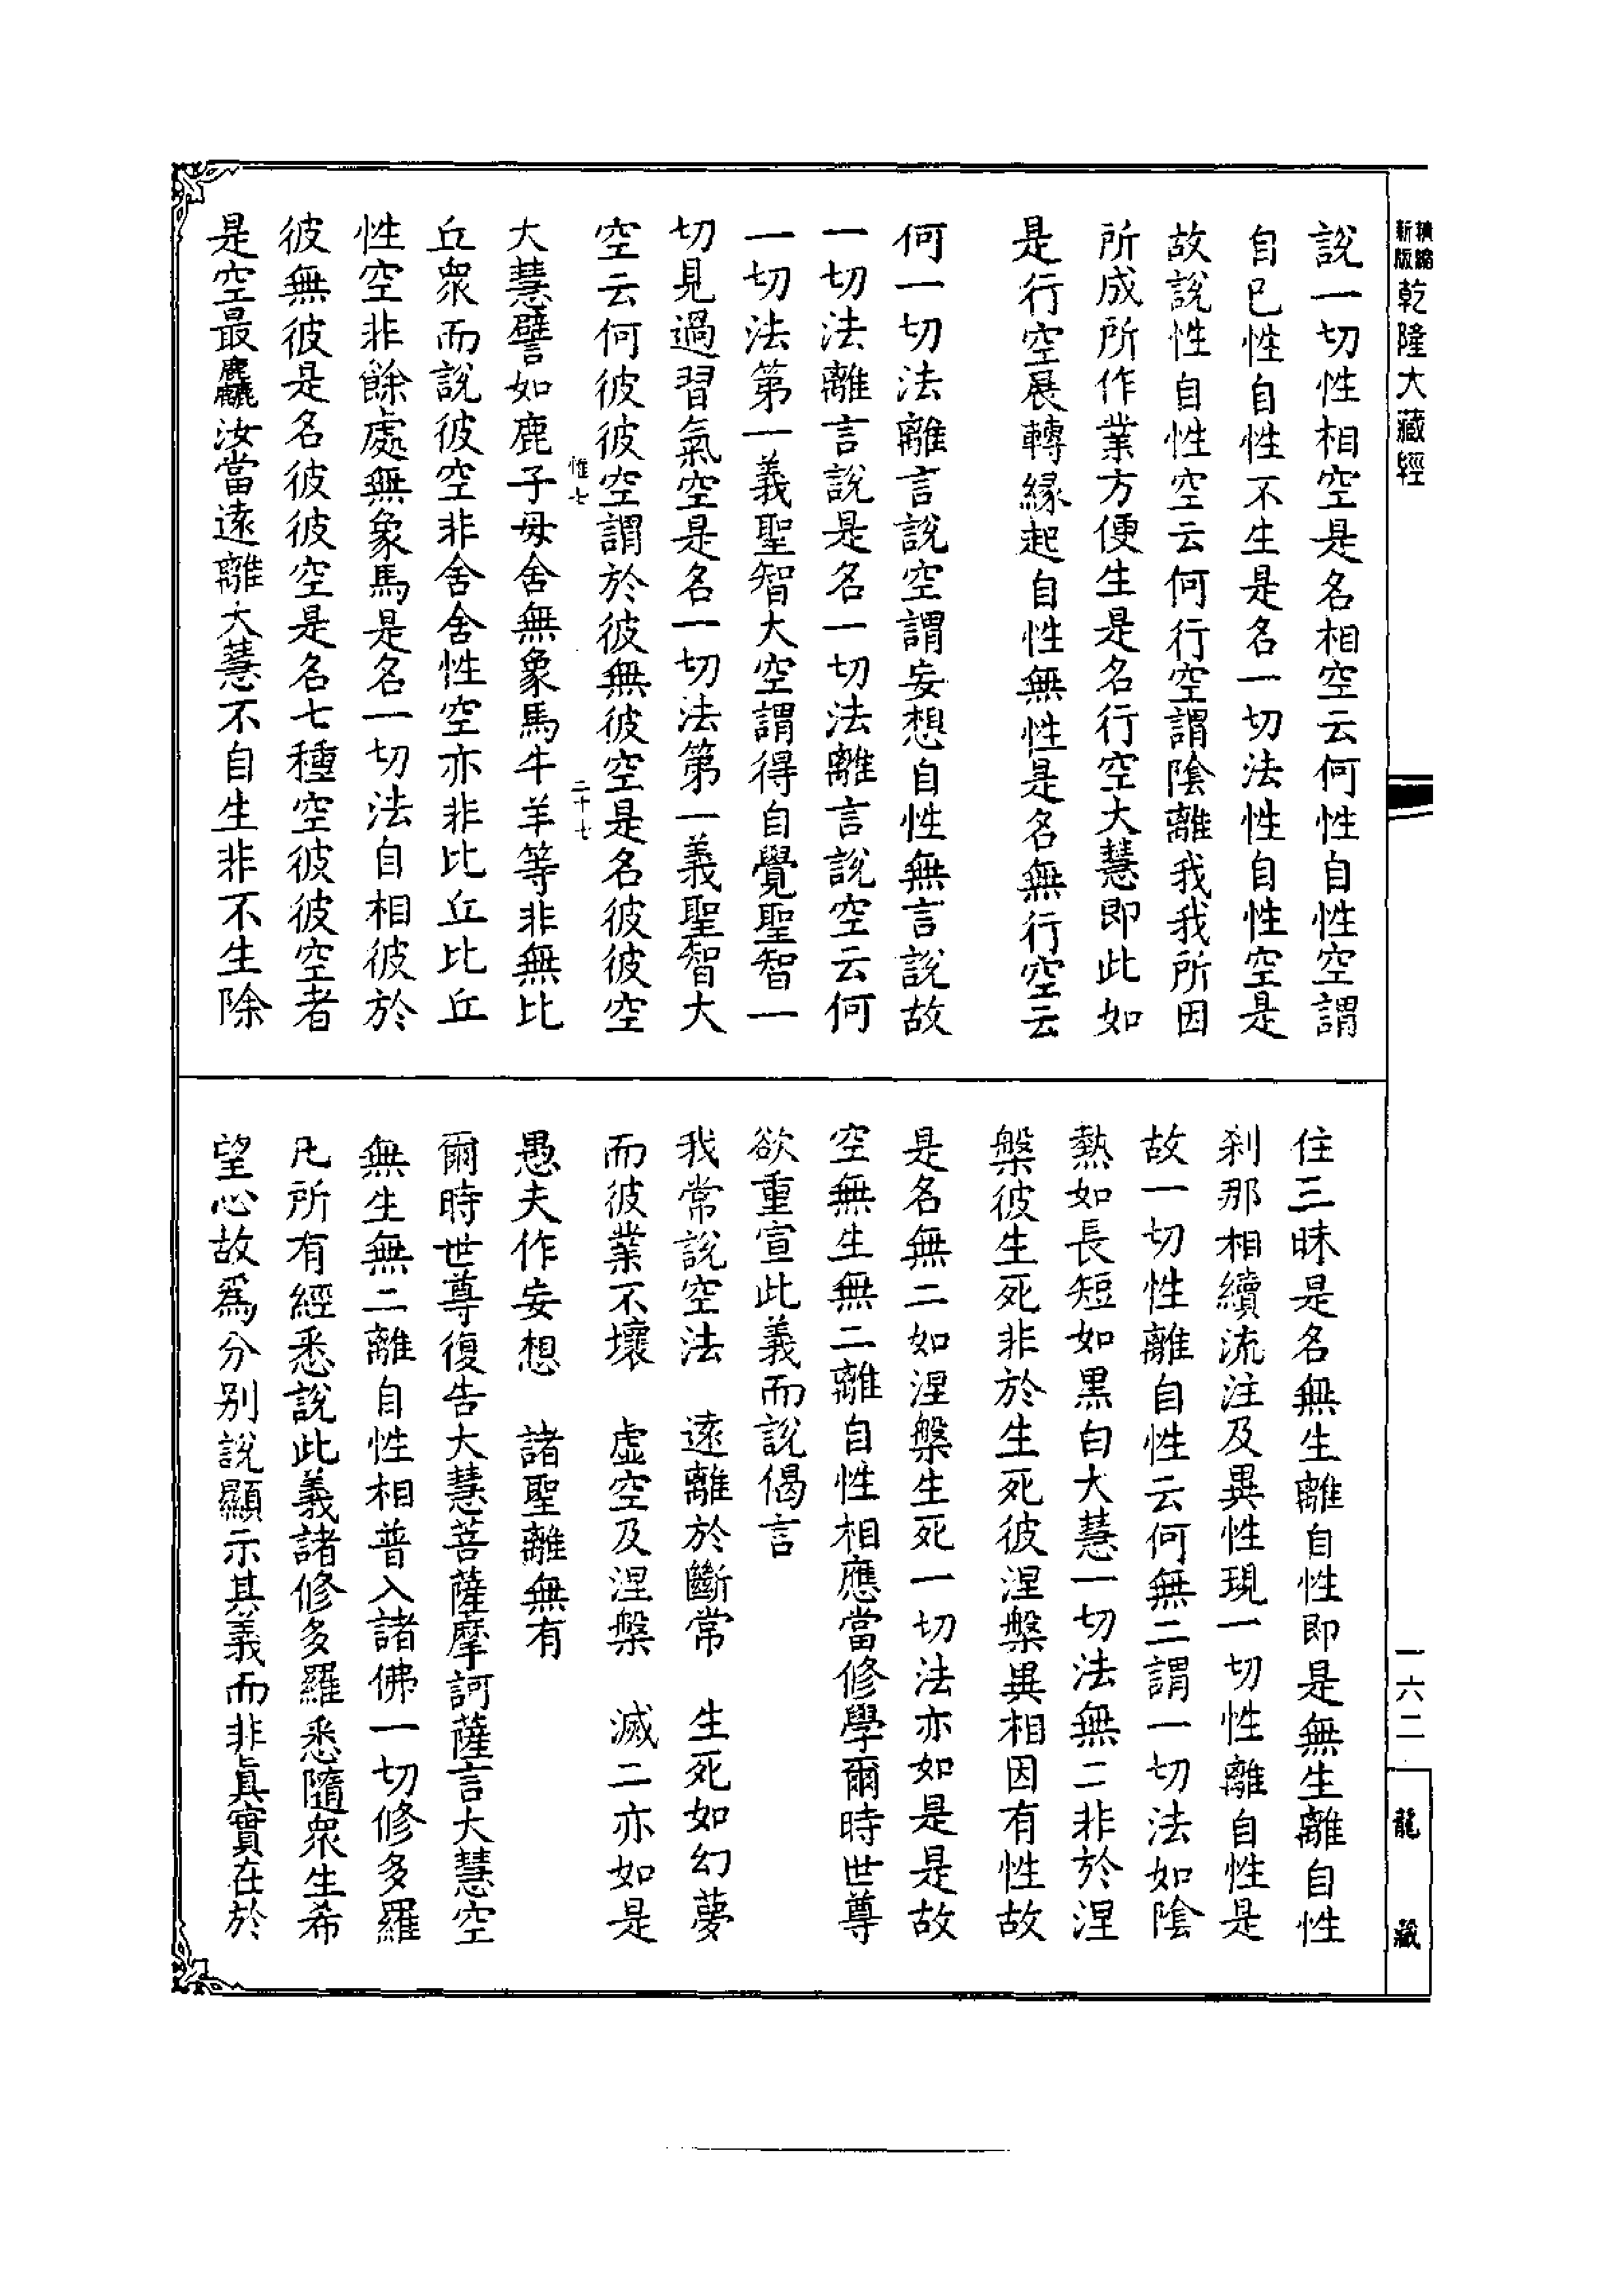 新版
精縮
乾隆大藏經
說一切性相空是名相空云何性自性空謂
自已性自性不生是名一切法性自性空是
故說性自性空云何行空謂陰離我我所因
所成所作業方便生是名行空大慧即此如
是行空展轉緣起自性無性是名無行空云
何一切法離言說空謂妄想自性無言說故
一切法離言說是名一切法離言說空云何
一切法第一義聖智大空謂得自覺聖智一
切見過習氣空是名一切法第一義聖智大
空云何彼彼空謂於彼無彼空是名彼彼空
惟七
二十七
大慧譬如鹿子母舍無象馬牛羊等非無比
丘衆而說彼空非舍舍性空亦非比丘比丘
性空非餘處無象馬是名一切法自相彼於
彼無彼是名彼彼空是名七種空彼彼空者
是空最麤汝當遠離大慧不自生非不生除
住三昧是名無生離自性即是無生離自性
刹那相續流注及異性現一切性離自性是
故一切性離自性云何無二謂一切法如陰
熱如長短如黑白大慧一切法無二非於涅
槃彼生死非於生死彼涅槃異相因有性故
是名無二如涅槃生死一切法亦如是是故
空無生無二離自性相應當修學爾時世尊
欲重宣此義而說偈言
我常說空法　遠離於斷常　生死如幻夢
而彼業不壞　虛空及涅槃　滅二亦如是
愚夫作妄想　諸聖離無有
爾時世尊復告大慧菩薩摩訶薩言大慧空
無生無二離自性相普入諸佛一切修多羅
凡所有經悉說此義諸修多羅悉隨衆生希
望心故爲分別說顯示其義而非真實在於
一六二
龍藏